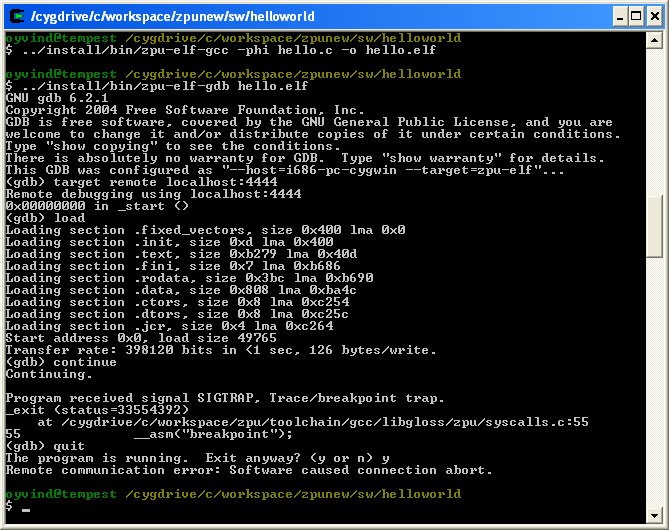 /cygdrive/c/workspace/zpunew/sw/helloworld
oyvind@tempest /cygdrive/c/workspace/zpunew/sw/helloworld
$ ../install/bin/zpu-elf-gcc -phi hello.c -o hello.elf
oyvind@tempest /cygdrive/c/workspace/zpunew/sw/helloworld
$ ../install/bin/zpu-elf-gdb hello.elf
GNU gdb 6.2.1
Copyright 2004 Free Software Foundation, Inc.
GDB is free software, covered by the GNU General Public License, and you are
welcome to change it and/or distribute copies of it under certain conditions.
Type "show copying" to see the conditions.
There is absolutely no warranty for GDB.  Type "show warranty" for details.
This GDB was configured as "--host=i686-pc-cygwin --target=zpu-elf"...
(gdb) target remote localhost:4444
Remote debugging using localhost:4444
0x00000000 in _start ()
(gdb) load
Loading section .fixed_vectors, size 0x400 lma 0x0
Loading section .init, size 0xd lma 0x400
Loading section .text, size 0xb279 lma 0x40d
Loading section .fini, size 0x7 lma 0xb686
Loading section .rodata, size 0x3bc lma 0xb690
Loading section .data, size 0x808 lma 0xba4c
Loading section .ctors, size 0x8 lma 0xc254
Loading section .dtors, size 0x8 lma 0xc25c
Loading section .jcr, size 0x4 lma 0xc264
Start address 0x0, load size 49765
Transfer rate: 398120 bits in <1 sec, 126 bytes/write.
(gdb) continue
Continuing.
Program received signal SIGTRAP, Trace/breakpoint trap.
_exit (status=33554392)
    at /cygdrive/c/workspace/zpu/toolchain/gcc/libgloss/zpu/syscalls.c:55
55              __asm("breakpoint");
(gdb) quit
The program is running.  Exit anyway? (y or n) y
Remote communication error: Software caused connection abort.
oyvind@tempest /cygdrive/c/workspace/zpunew/sw/helloworld
$